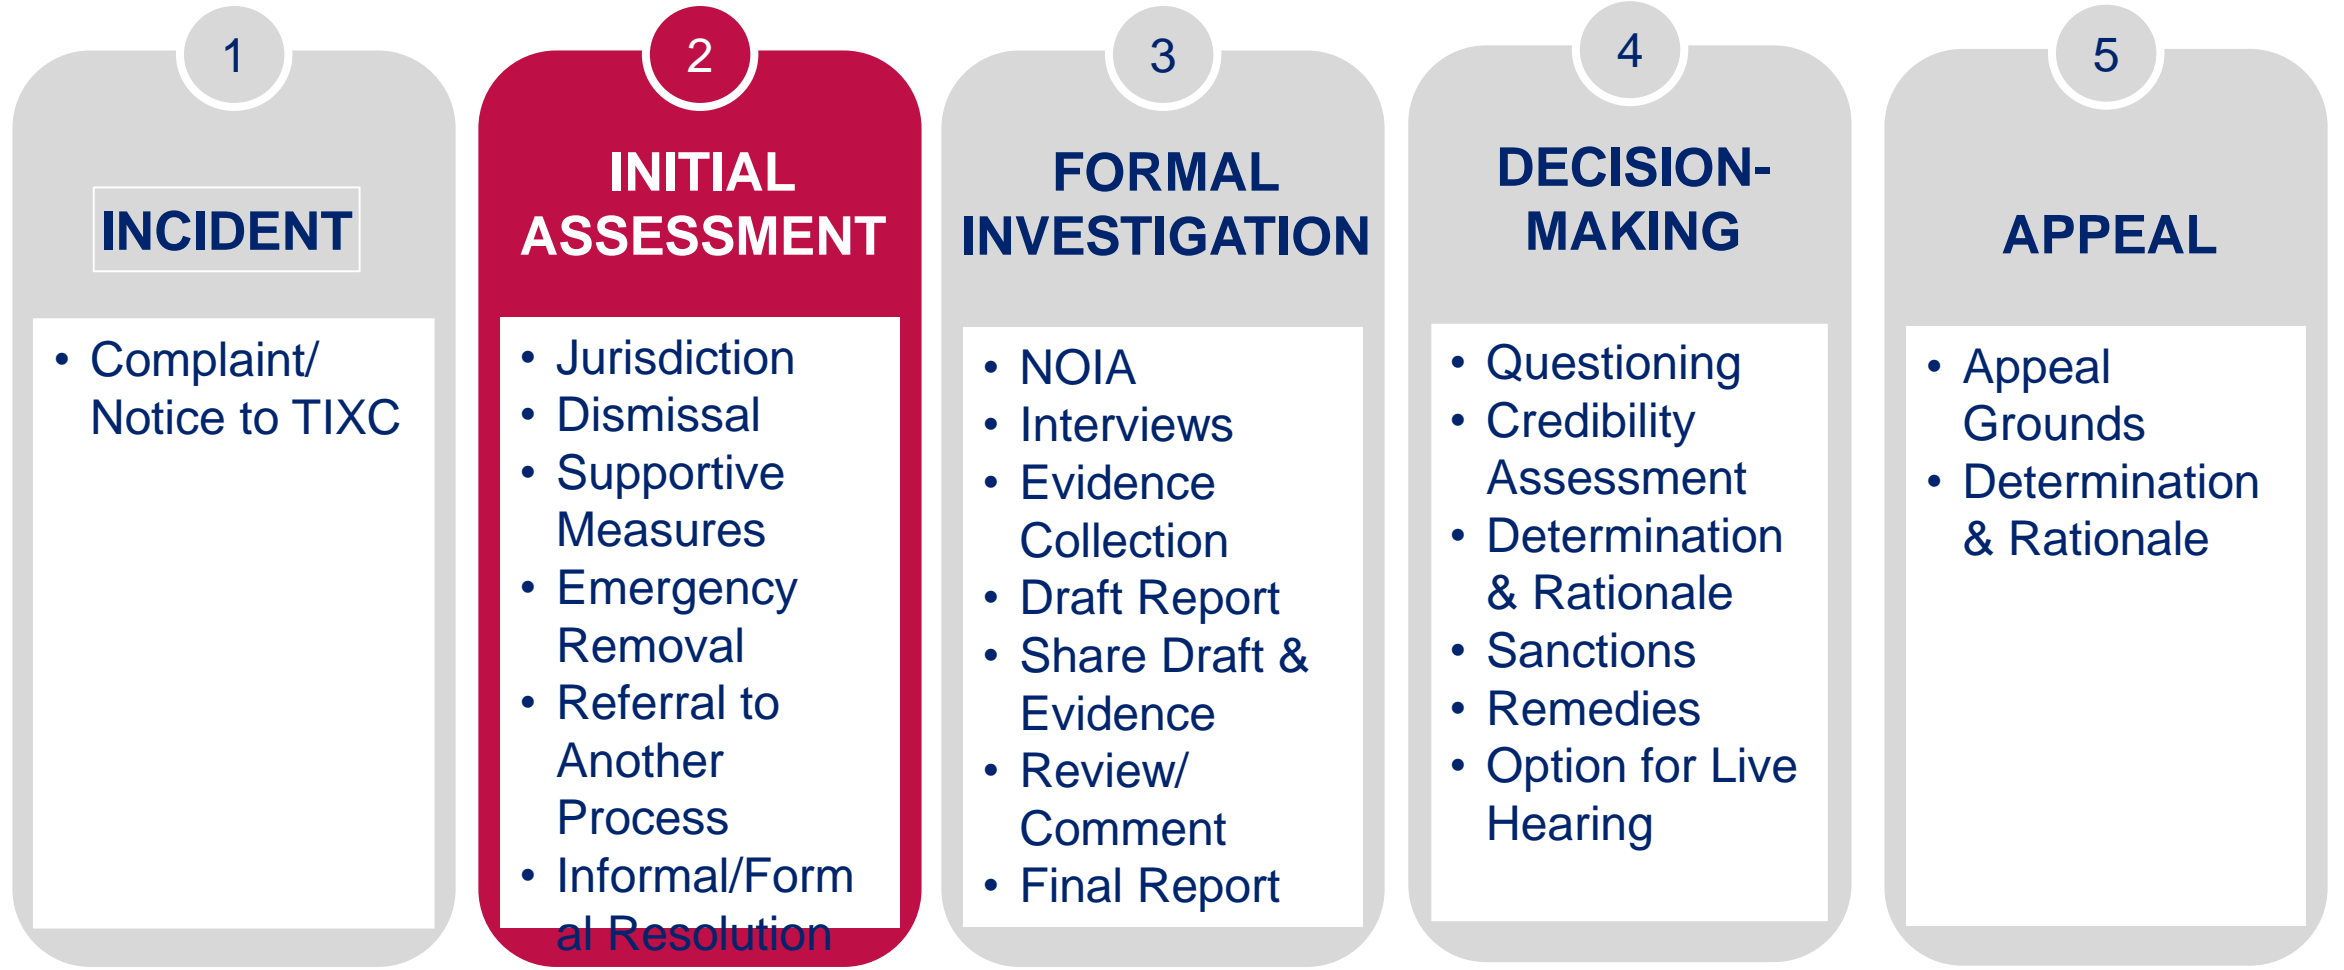 1
INCIDENT
• Complaint/
Notice to TIXC
2
INITIAL
ASSESSMENT
• Jurisdiction
• Dismissal
• Supportive
Measures
• Emergency
Removal
• Referral to
Another
Process
• Informal/Form
al Resolution
3
FORMAL
INVESTIGATION
• NOIA
• Interviews
• Evidence
Collection
• Draft Report
• Share Draft &
Evidence
• Review/
Comment
• Final Report
4
DECISION-
MAKING
• Questioning
• Credibility
Assessment
• Determination
& Rationale
• Sanctions
• Remedies
• Option for Live
Hearing
5
APPEAL
• Appeal
Grounds
• Determination
& Rationale